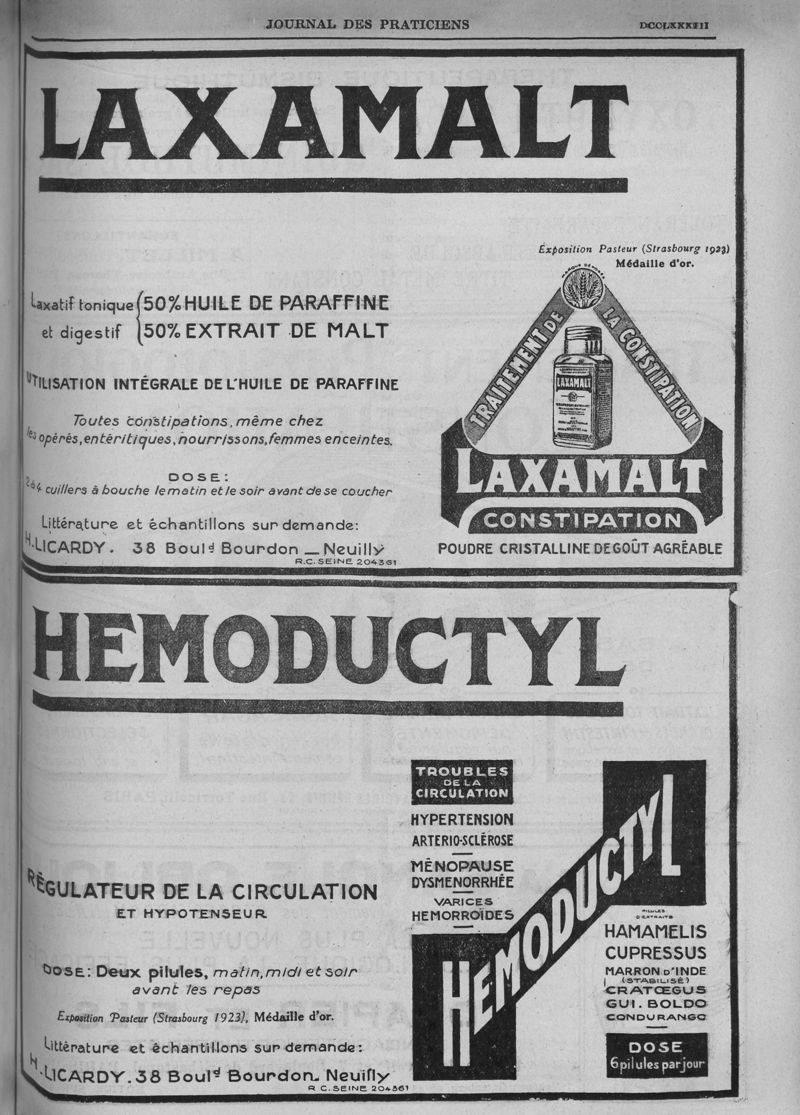 JOURNAL DES PRATICIENS
LAXAMALT
Exposition Pasteur (Strasbourg 1923)
Médaille d'or.
Laxatif tonique et digestif
50% HUILE DE PARAFFINE
50% EXTRAIT DE MALT
UTILISATION INTÉGRALE DE L'HUILE DE PARAFFINE
Toutes constipations, même chez
les opérés, entéritiques, nourrissons, femmes enceintes.
DOSE:
2 à 4 cuillers à bouche le matin et le soir avant de se coucher
Littérature et échantillons sur demande:
H. LICARDY. 38 Boulᵈ Bourdon _ Neuilly
R.C. SEINE 204361
TRAITEMENT DE
LA CONSTIPATION
LAXAMALT
LAXAMALT
CONSTIPATION
POUDRE CRISTALLINE DE GOÛT AGRÉABLE
HEMODUCTYL
RÉGULATEUR DE LA CIRCULATION
ET HYPOTENSEUR
DOSE: Deux pilules, matin, midi et soir
avant les repas
Exposition Pasteur (Strasbourg 1923), Médaille d'or.
Littérature et échantillons sur demande:
H. LICARDY. 38 Boulᵈ Bourdon. Neuilly
R C. SEINE 204361
TROUBLES
DE LA
CIRCULATION
HYPERTENSION
ARTERIO-SCLÉROSE
MÉNOPAUSE
DYSMENORRHÉE
VARICES
HEMORROÏDES
HEMODUCTYL
PILULES
D'EXTRAITS
HAMAMELIS
CUPRESSUS
MARRON D'INDE
(STABILISÉ)
CRATŒGUS
GUI. BOLDO
CONDURANGO
DOSE
6 pilules par jour